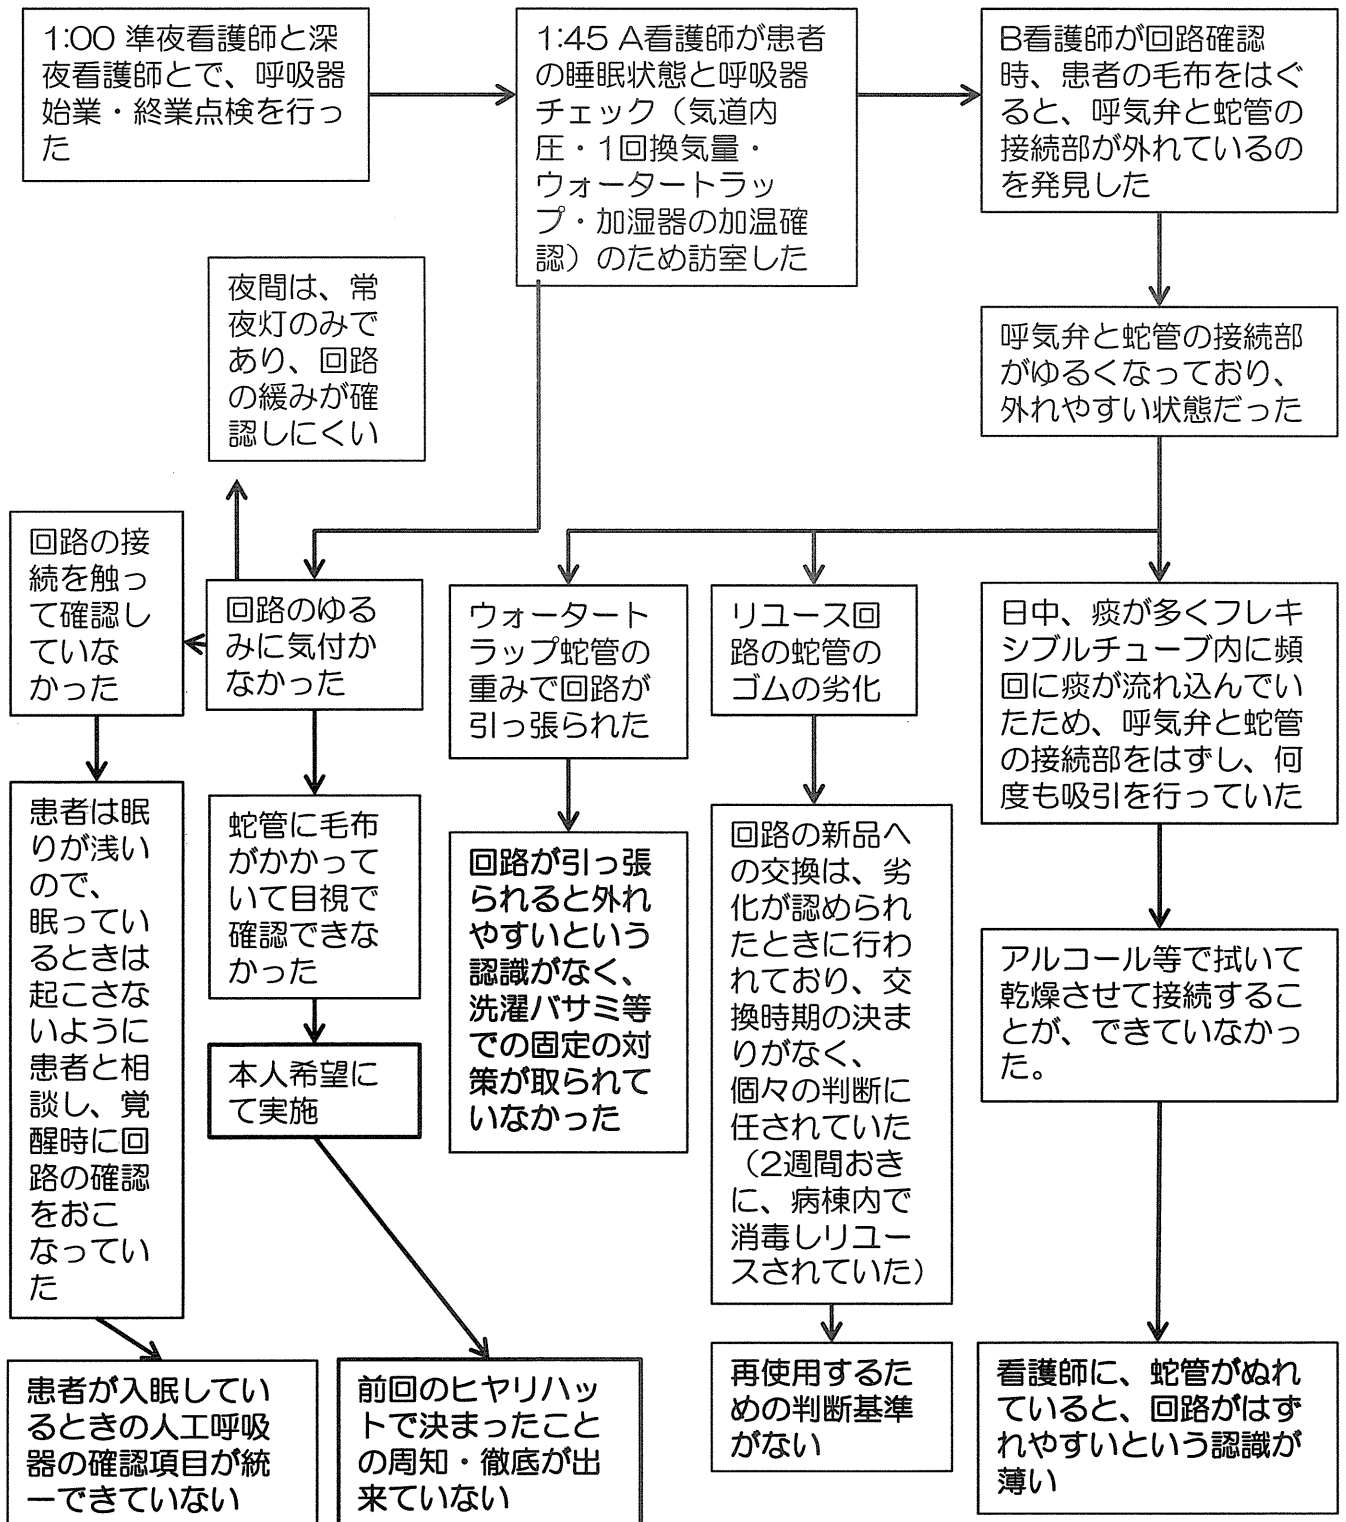 1:00 準夜看護師と深
夜看護師とで、呼吸器
始業・終業点検を行っ
た
1:45 A看護師が患者
の睡眠状態と呼吸器
チェック（気道内
圧・1回換気量・
ウォータートラッ
プ・加湿器の加温確
認）のため訪室した
B看護師が回路確認
時、患者の毛布をはぐ
ると、呼気弁と蛇管の
接続部が外れているの
を発見した
夜間は、常
夜灯のみで
あり、回路
の緩みが確
認しにくい
呼気弁と蛇管の接続部
がゆるくなっており、
外れやすい状態だった
回路の接
続を触っ
て確認し
ていな
かった
回路のゆる
みに気付か
なかった
ウォータート
ラップ蛇管の
重みで回路が
引っ張られた
リユース回
路の蛇管の
ゴムの劣化
日中、痰が多くフレキ
シブルチューブ内に頻
回に痰が流れ込んでい
たため、呼気弁と蛇管
の接続部をはずし、何
度も吸引を行っていた
患者は眠
りが浅い
ので、
眠ってい
るときは
起こさな
いように
患者と相
談し、覚
醒時に回
路の確認
をおこ
なってい
た
蛇管に毛布
がかかって
いて目視で
確認できな
かった
回路が引っ張
られると外れ
やすいという
認識がなく、
洗濯バサミ等
での固定の対
策が取られて
いなかった
回路の新品へ
の交換は、劣
化が認められ
たときに行わ
れており、交
換時期の決ま
りがなく、
個々の判断に
任されていた
（2週間おき
に、病棟内で
消毒しリユー
スされていた）
アルコール等で拭いて
乾燥させて接続するこ
とが、できていなかっ
た。
本人希望に
て実施
患者が入眠してい
るときの人工呼吸
器の確認項目が統
一できていない
前回のヒヤリハッ
トで決まったこと
の周知・徹底が出
来ていない
再使用するた
めの判断基準
がない
看護師に、蛇管がぬれ
ていると、回路がはず
れやすいという認識が
薄い